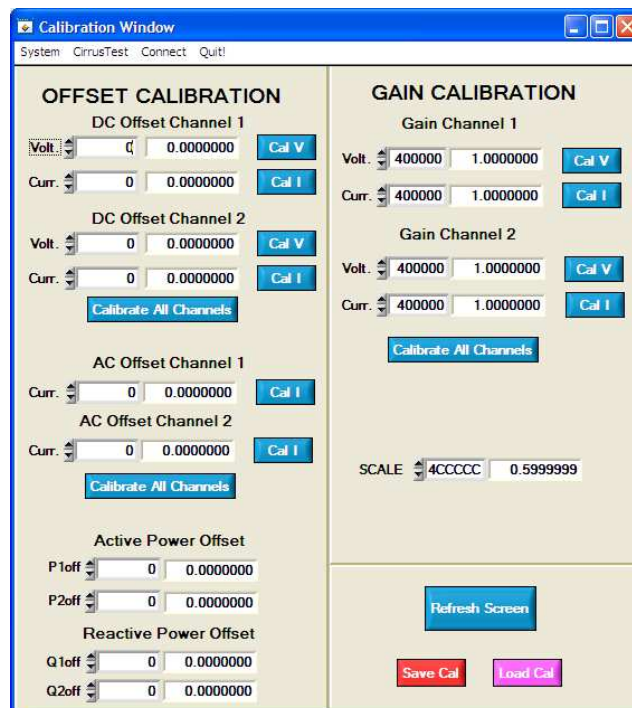 Calibration Window
System CirrusTest Connect Quit!
OFFSET CALIBRATION
DC Offset Channel 1
Volt. 0 0.0000000 Cal V
Curr. 0 0.0000000 Cal I
DC Offset Channel 2
Volt. 0 0.0000000 Cal V
Curr. 0 0.0000000 Cal I
Calibrate All Channels
AC Offset Channel 1
Curr. 0 0.0000000 Cal I
AC Offset Channel 2
Curr. 0 0.0000000 Cal I
Calibrate All Channels
Active Power Offset
P1off 0 0.0000000
P2off 0 0.0000000
Reactive Power Offset
Q1off 0 0.0000000
Q2off 0 0.0000000
GAIN CALIBRATION
Gain Channel 1
Volt. 400000 1.0000000 Cal V
Curr. 400000 1.0000000 Cal I
Gain Channel 2
Volt. 400000 1.0000000 Cal V
Curr. 400000 1.0000000 Cal I
Calibrate All Channels
SCALE 4CCCCC 0.5999999
Refresh Screen
Save Cal Load Cal